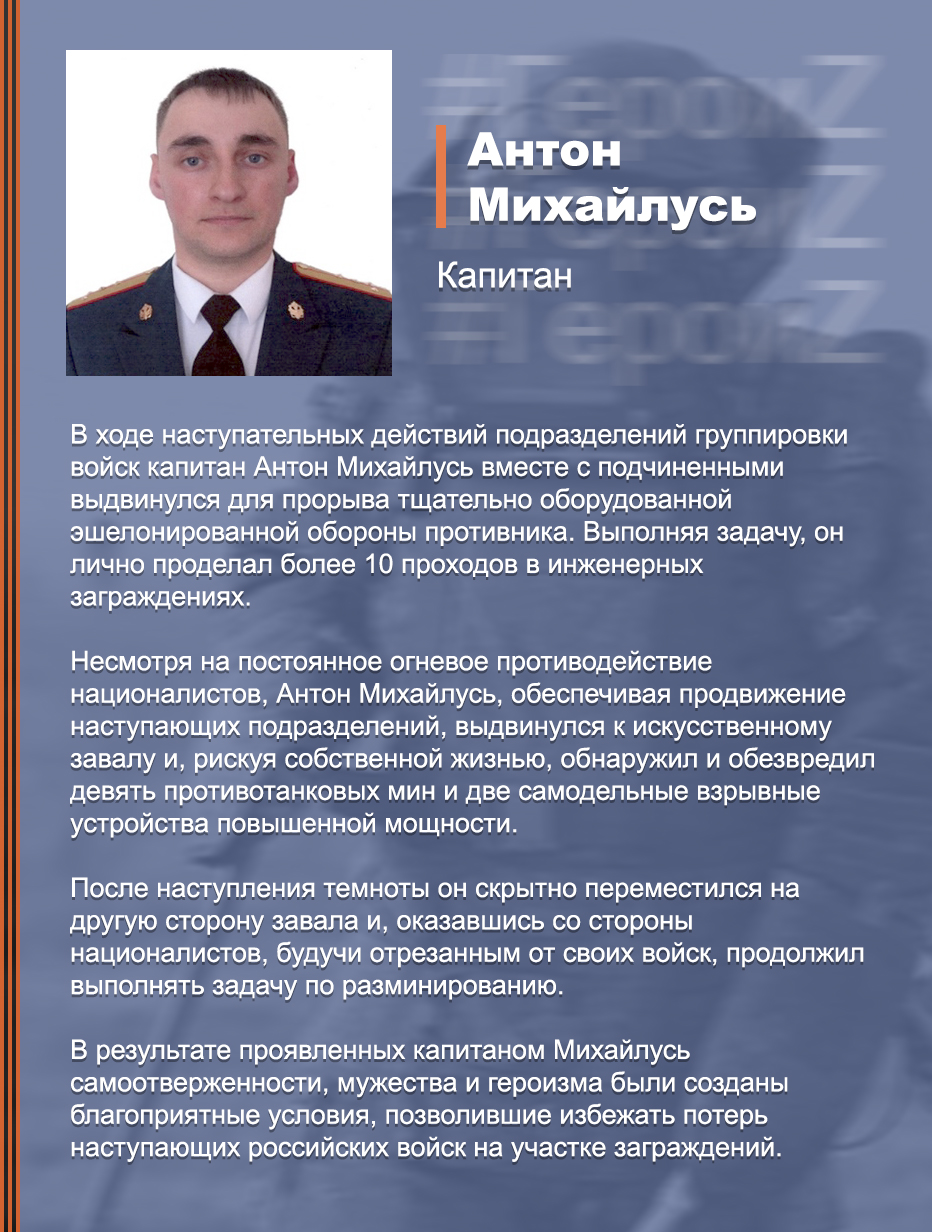 #ГероиZ
Антон
Михайлусь
#ГероиZ
Капитан
#ГероиZ
В ходе наступательных действий подразделений группировки
войск капитан Антон Михайлусь вместе с подчиненными
выдвинулся для прорыва тщательно оборудованной
эшелонированной обороны противника. Выполняя задачу, он
лично проделал более 10 проходов в инженерных
заграждениях.
Несмотря на постоянное огневое противодействие
националистов, Антон Михайлусь, обеспечивая продвижение
наступающих подразделений, выдвинулся к искусственному
завалу и, рискуя собственной жизнью, обнаружил и обезвредил
девять противотанковых мин и две самодельные взрывные
устройства повышенной мощности.
После наступления темноты он скрытно переместился на
другую сторону завала и, оказавшись со стороны
националистов, будучи отрезанным от своих войск, продолжил
выполнять задачу по разминированию.
В результате проявленных капитаном Михайлусь
самоотверженности, мужества и героизма были созданы
благоприятные условия, позволившие избежать потерь
наступающих российских войск на участке заграждений.